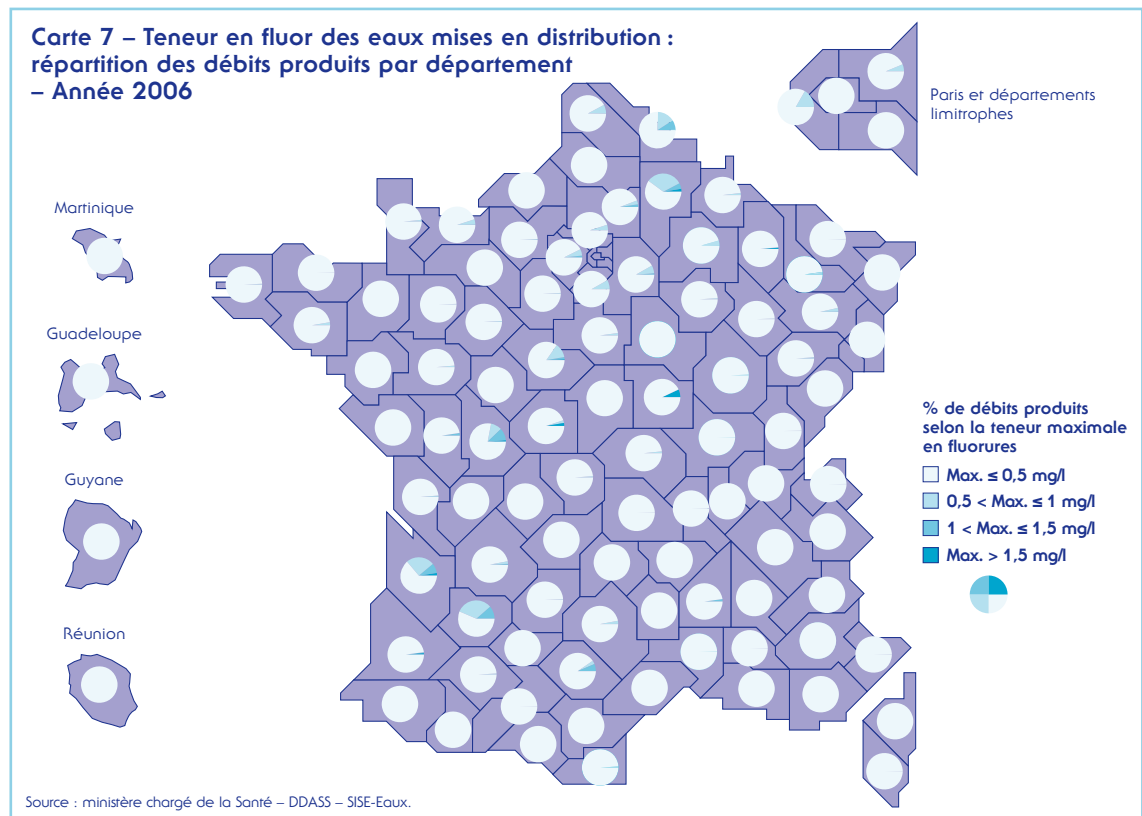 Carte 7 – Teneur en fluor des eaux mises en distribution :
répartition des débits produits par département
– Année 2006
Paris et départements
limitrophes
Martinique
Guadeloupe
Guyane
Réunion
% de débits produits
selon la teneur maximale
en fluorures
Max. ≤ 0,5 mg/l
0,5 < Max. ≤ 1 mg/l
1 < Max. ≤ 1,5 mg/l
Max. > 1,5 mg/l
Source : ministère chargé de la Santé – DDASS – SISE-Eaux.